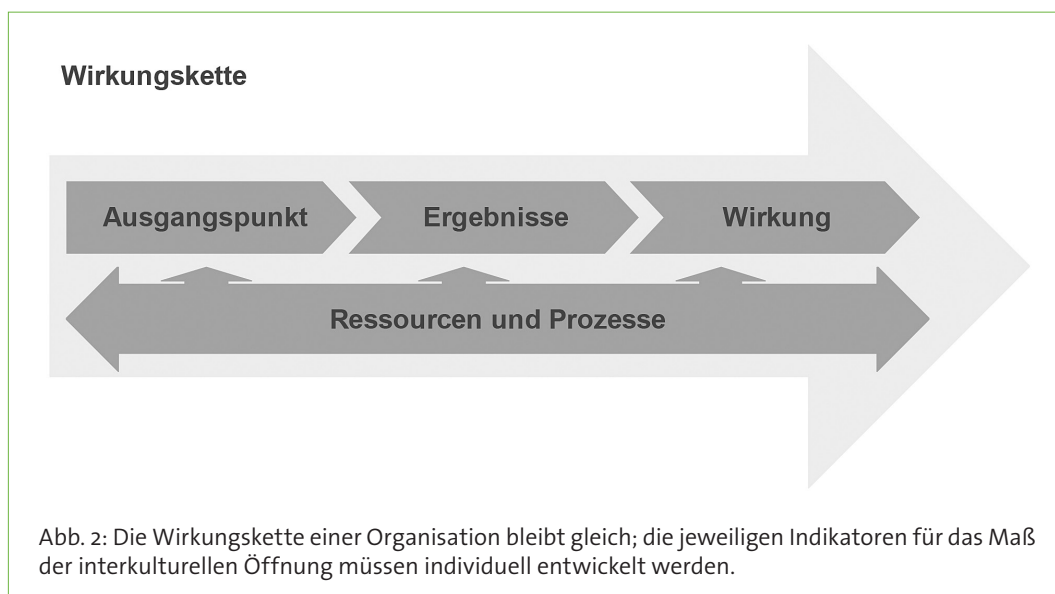 Wirkungskette
Ausgangspunkt
Ergebnisse
Wirkung
Ressourcen und Prozesse
Abb. 2: Die Wirkungskette einer Organisation bleibt gleich; die jeweiligen Indikatoren für das Maß
der interkulturellen Öffnung müssen individuell entwickelt werden.